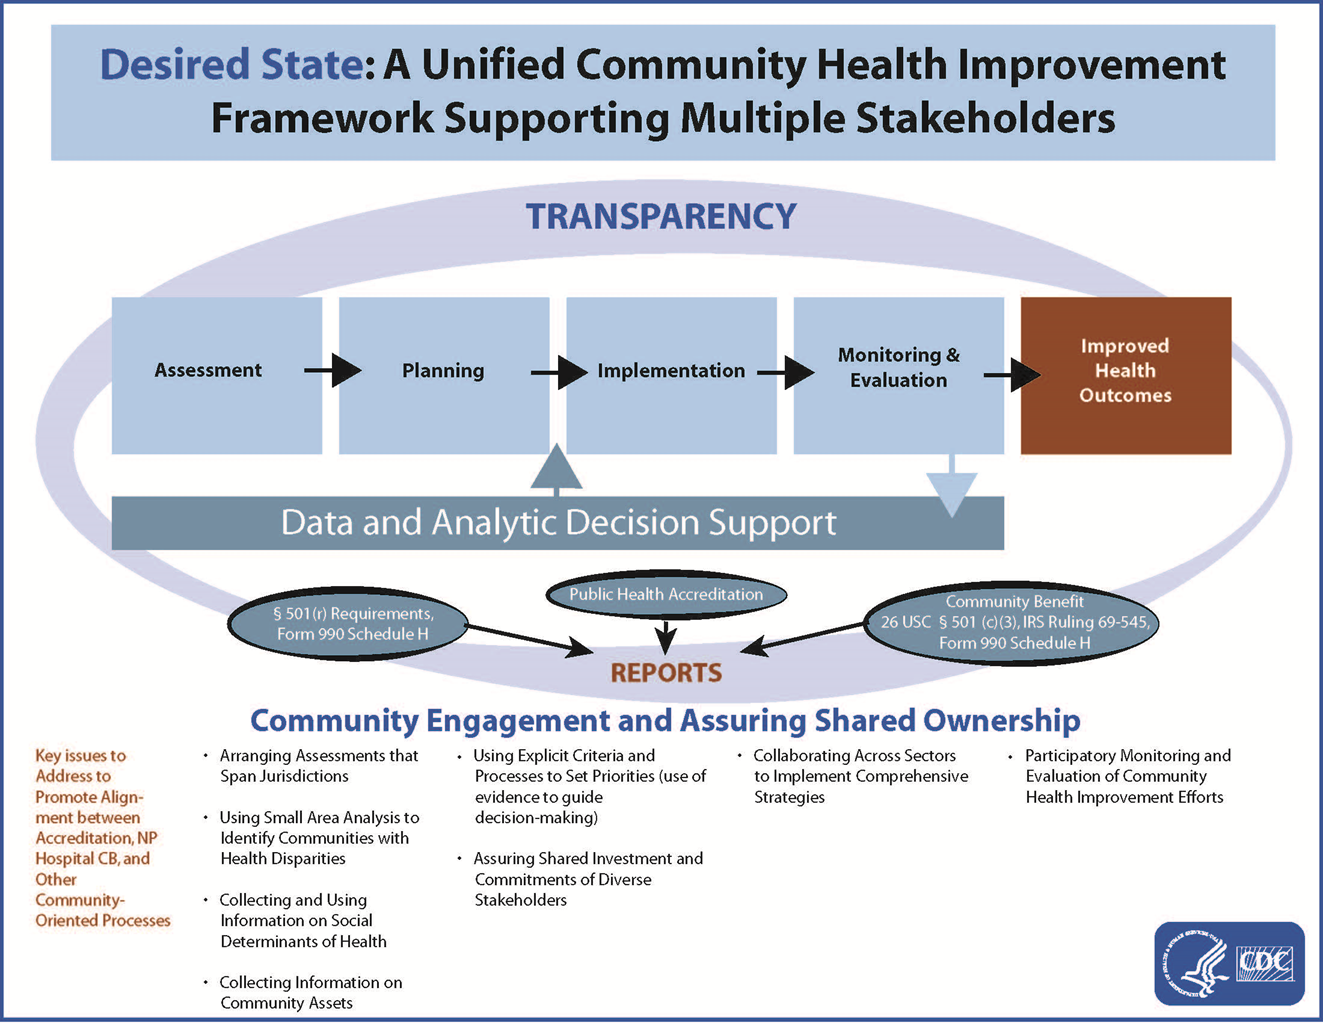 Desired State: A Unified Community Health Improvement
Framework Supporting Multiple Stakeholders
TRANSPARENCY
Assessment
Planning
Implementation
Monitoring &
Evaluation
Improved
Health
Outcomes
Data and Analytic Decision Support
§ 501(r) Requirements,
Form 990 Schedule H
Public Health Accreditation
Community Benefit
26 USC § 501 (c)(3), IRS Ruling 69-545,
Form 990 Schedule H
REPORTS
Community Engagement and Assuring Shared Ownership
Key issues to
Address to
Promote Align-
ment between
Accreditation, NP
Hospital CB, and
Other
Community-
Oriented Processes
• Arranging Assessments that
Span Jurisdictions
• Using Small Area Analysis to
Identify Communities with
Health Disparities
• Collecting and Using
Information on Social
Determinants of Health
• Collecting Information on
Community Assets
• Using Explicit Criteria and
Processes to Set Priorities (use of
evidence to guide
decision-making)
• Assuring Shared Investment and
Commitments of Diverse
Stakeholders
• Collaborating Across Sectors
to Implement Comprehensive
Strategies
• Participatory Monitoring and
Evaluation of Community
Health Improvement Efforts
DEPARTMENT OF HEALTH & HUMAN SERVICES • USA
CDC